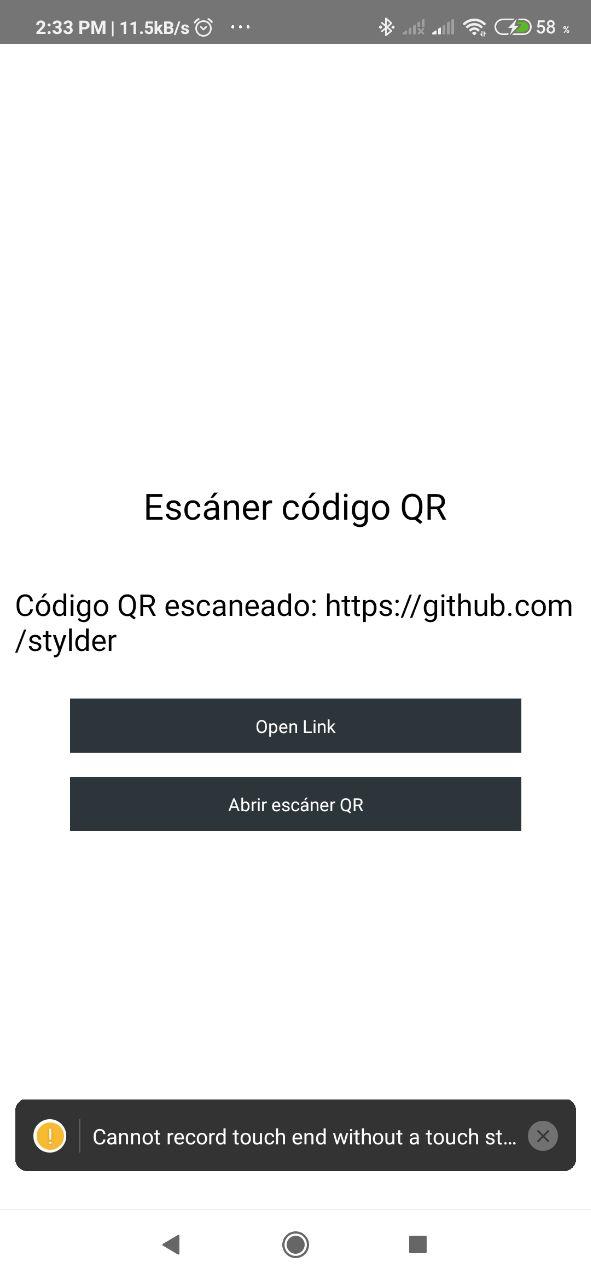 2:33 PM | 11.5kB/s ... 58 %
Escáner código QR
Código QR escaneado: https://github.com
/stylder
Open Link
Abrir escáner QR
Cannot record touch end without a touch st...